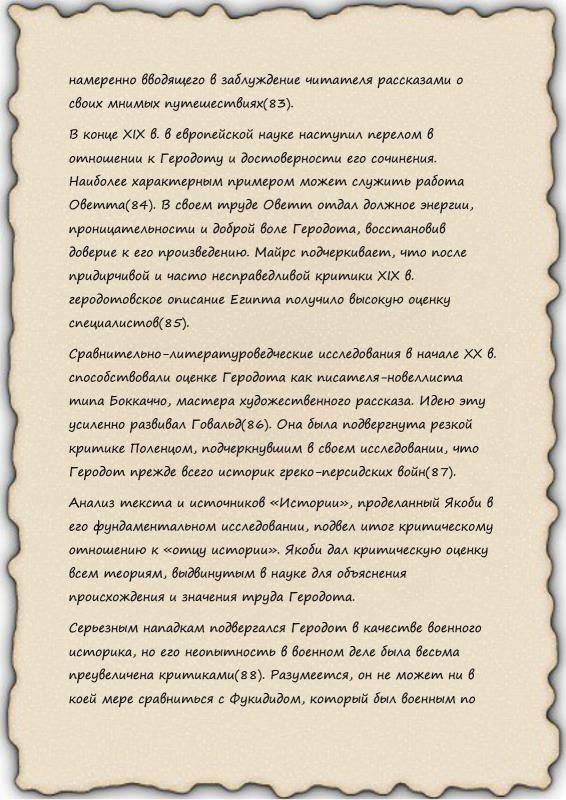 намеренно вводящего в заблуждение читателя рассказами о
своих мнимых путешествиях(83).
В конце XIX в. в европейской науке наступил перелом в
отношении к Геродоту и достоверности его сочинения.
Наиболее характерным примером может служить работа
Оветта(84). В своем труде Оветт отдал должное энергии,
проницательности и доброй воле Геродота, восстановив
доверие к его произведению. Майрс подчеркивает, что после
придирчивой и часто несправедливой критики XIX в.
геродотовское описание Египта получило высокую оценку
специалистов(85).
Сравнительно-литературоведческие исследования в начале XX в.
способствовали оценке Геродота как писателя-новеллиста
типа Боккаччо, мастера художественного рассказа. Идею эту
усиленно развивал Говальд(86). Она была подвергнута резкой
критике Поленцом, подчеркнувшим в своем исследовании, что
Геродот прежде всего историк греко-персидских войн(87).
Анализ текста и источников «Истории», проделанный Якоби в
его фундаментальном исследовании, подвел итог критическому
отношению к «отцу истории». Якоби дал критическую оценку
всем теориям, выдвинутым в науке для объяснения
происхождения и значения труда Геродота.
Серьезным нападкам подвергался Геродот в качестве военного
историка, но его неопытность в военном деле была весьма
преувеличена критиками(88). Разумеется, он не может ни в
коей мере сравниться с Фукидидом, который был военным по